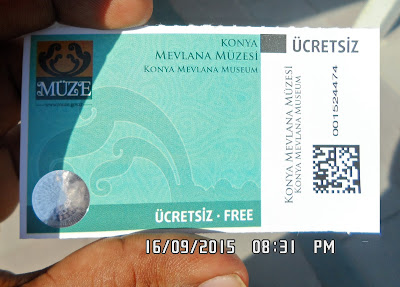 KONYA
MEVLANA MÜZESİ
KONYA MEVLANA MUSEUM
MÜZE
ÜCRETSİZ · FREE
ÜCRETSİZ
KONYA MEVLANA MÜZESİ
KONYA MEVLANA MUSEUM
001524474
16/09/2015 08:31 PM